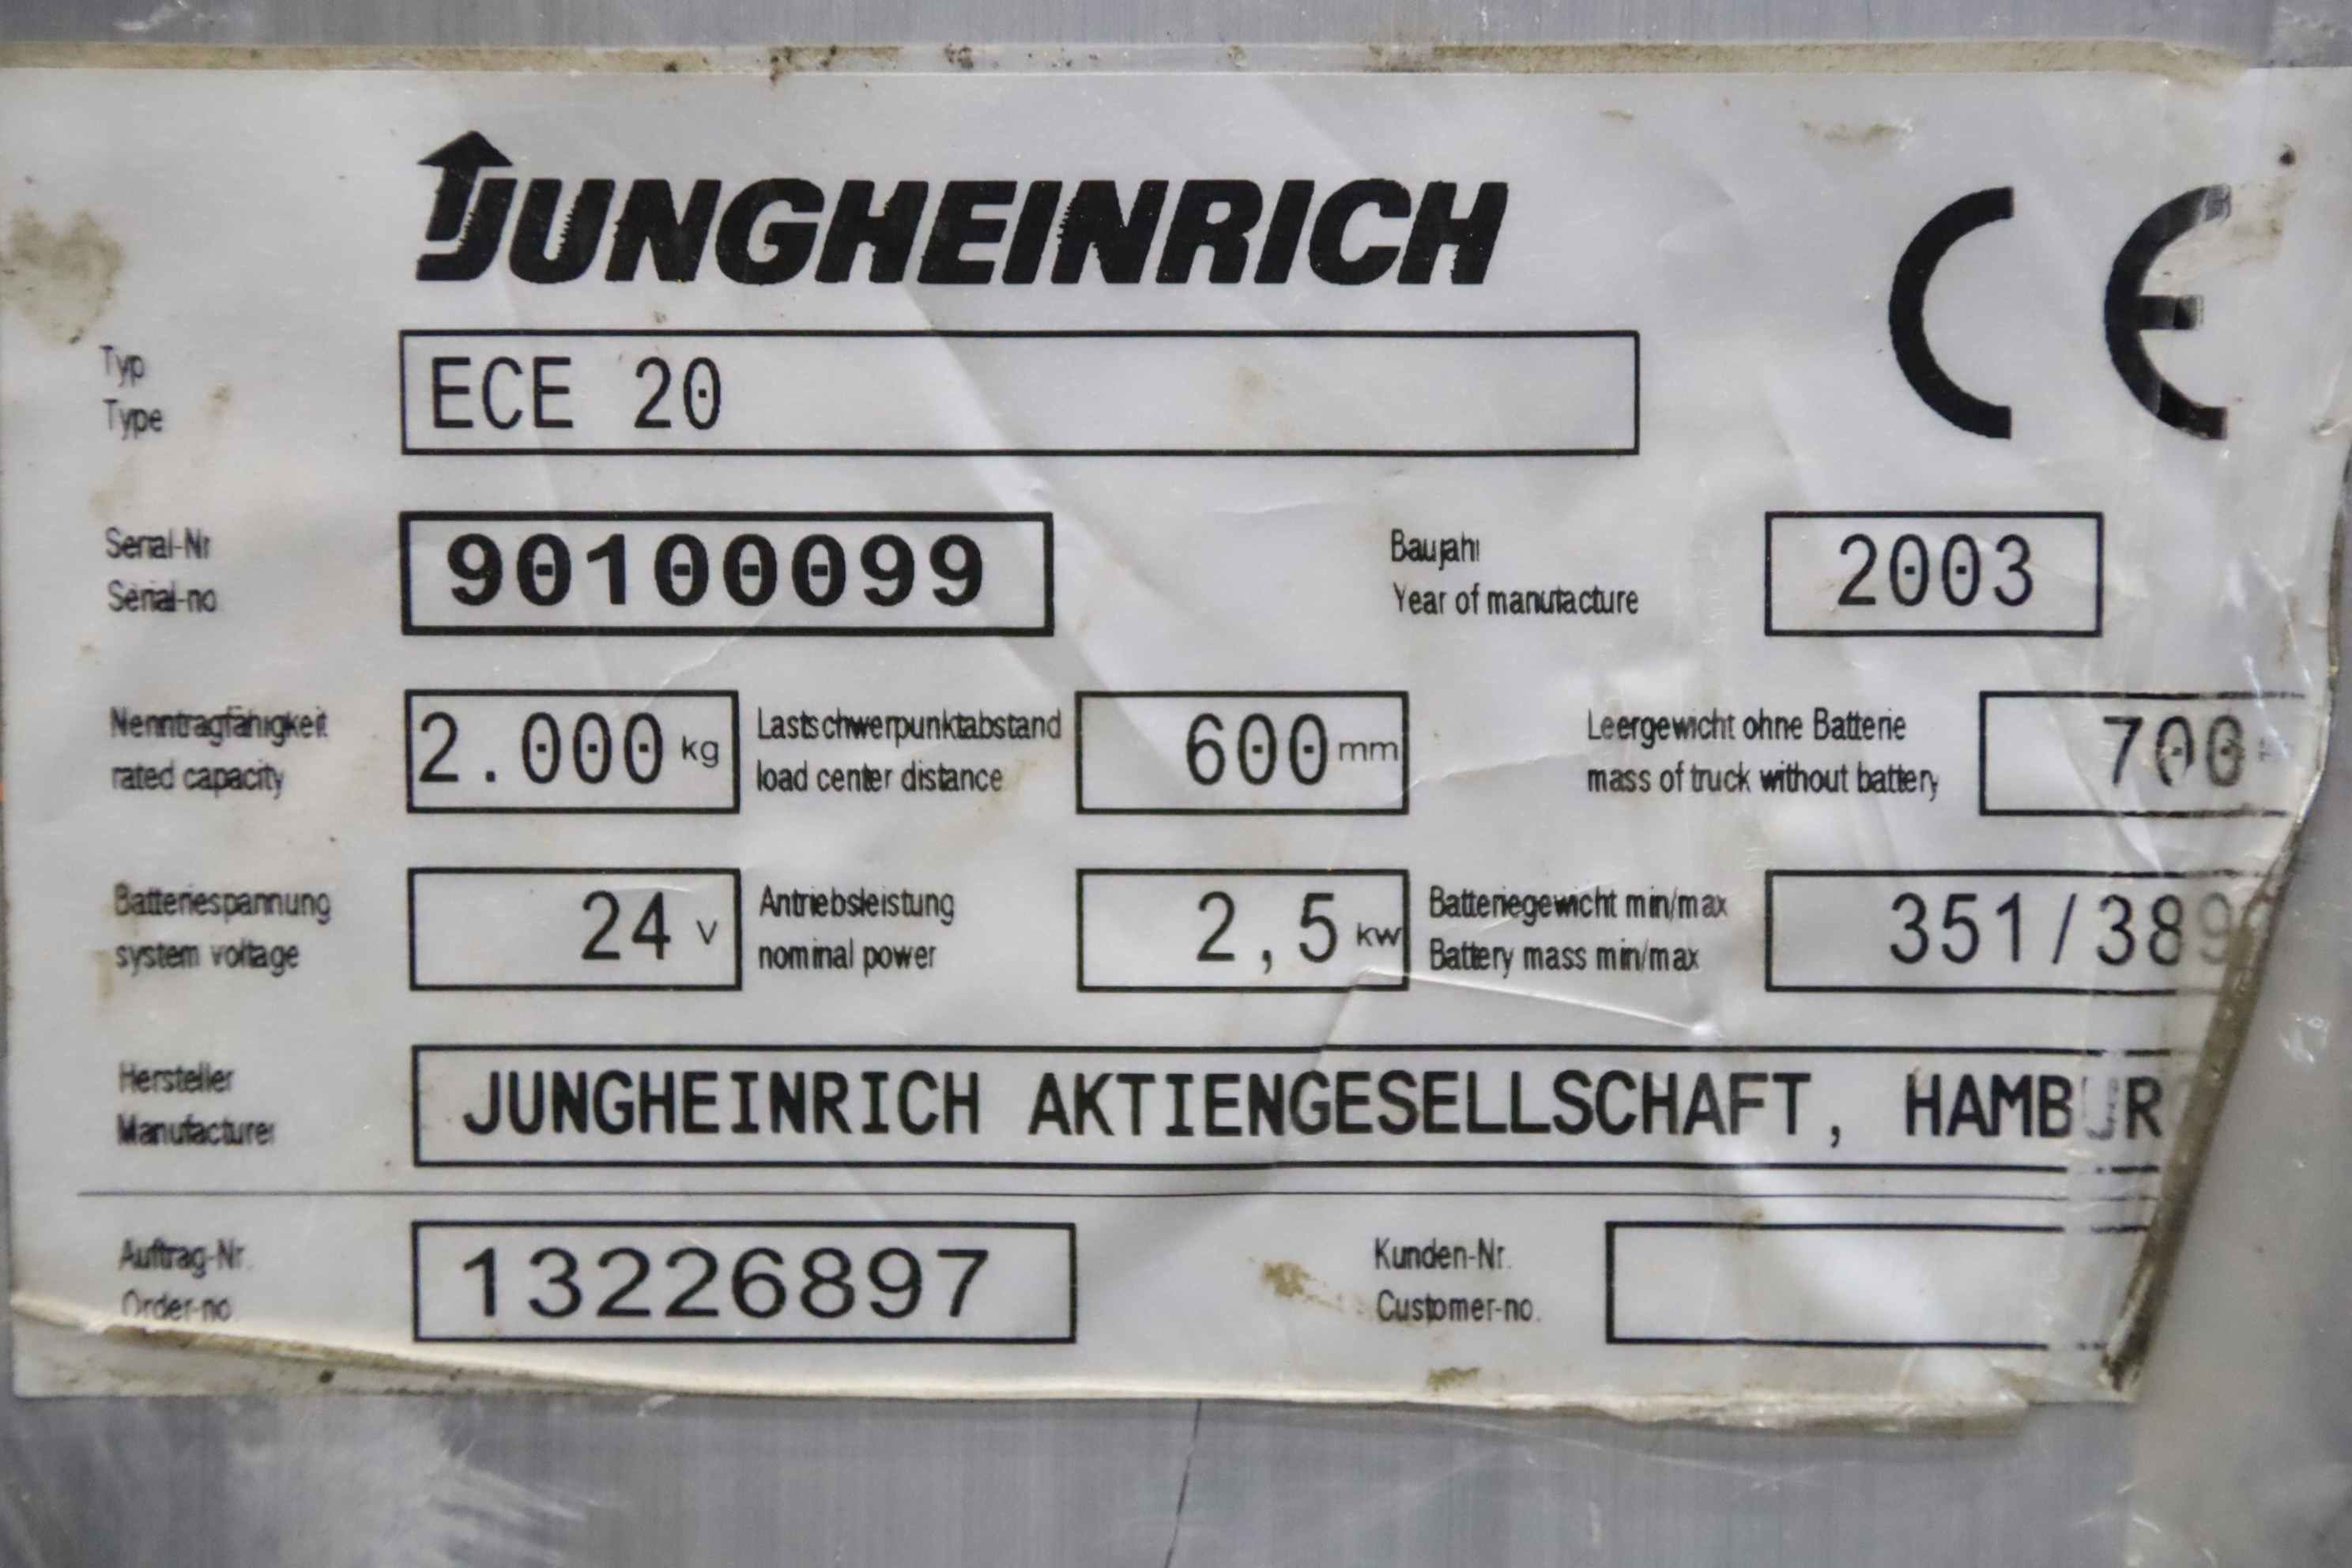 JUNGHEINRICH
CE
Typ
Type
ECE 20
Serial-Nr
Serial-no
90100099
Baujahr
Year of manufacture
2003
Nenntragfähigkeit
rated capacity
2.000 kg
Lastschwerpunktabstand
load center distance
600 mm
Leergewicht ohne Batterie
mass of truck without battery
700
Batteriespannung
system voltage
24 V
Antriebsleistung
nominal power
2,5 kW
Batteriegewicht min/max
Battery mass min/max
351/389
Hersteller
Manufacturer
JUNGHEINRICH AKTIENGESELLSCHAFT, HAMBUR
Auftrag-Nr.
Order-no
13226897
Kunden-Nr.
Customer-no.